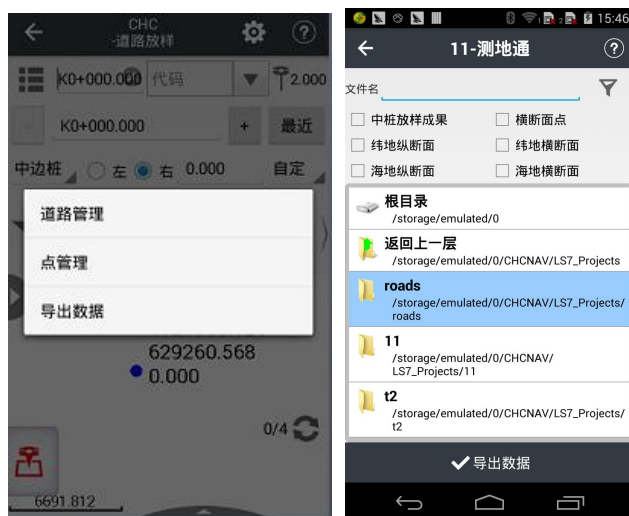 CHC
-道路放样
K0+000.000
代码
2.000
-
K0+000.000
+
最近
中边桩
左
右
0.000
自定
道路管理
点管理
导出数据
629260.568
0.000
0/4
6691.812
15:46
11-测地通
文件名
中桩放样成果
横断面点
纬地纵断面
纬地横断面
海地纵断面
海地横断面
根目录
/storage/emulated/0
返回上一层
/storage/emulated/0/CHCNAV/LS7_Projects
roads
/storage/emulated/0/CHCNAV/LS7_Projects/
roads
11
/storage/emulated/0/CHCNAV/
LS7_Projects/11
t2
/storage/emulated/0/CHCNAV/LS7_Projects/
t2
导出数据